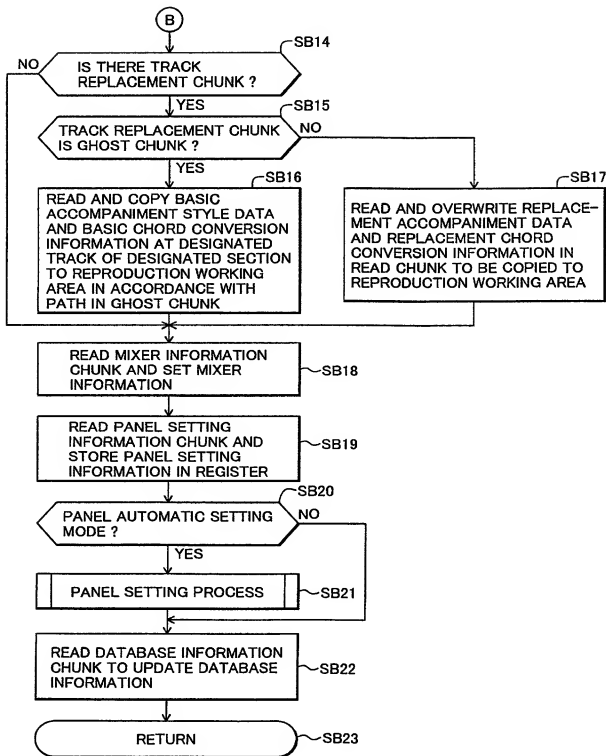 B
SB14
NO
IS THERE TRACK
REPLACEMENT CHUNK ?
YES
SB15
TRACK REPLACEMENT CHUNK
IS GHOST CHUNK ?
NO
YES
SB16
READ AND COPY BASIC
ACCOMPANIMENT STYLE DATA
AND BASIC CHORD CONVERSION
INFORMATION AT DESIGNATED
TRACK OF DESIGNATED SECTION
TO REPRODUCTION WORKING
AREA IN ACCORDANCE WITH
PATH IN GHOST CHUNK
SB17
READ AND OVERWRITE REPLACE-
MENT ACCOMPANIMENT DATA
AND REPLACEMENT CHORD
CONVERSION INFORMATION IN
READ CHUNK TO BE COPIED TO
REPRODUCTION WORKING AREA
READ MIXER INFORMATION
CHUNK AND SET MIXER
INFORMATION
SB18
READ PANEL SETTING
INFORMATION CHUNK AND
STORE PANEL SETTING
INFORMATION IN REGISTER
SB19
SB20
PANEL AUTOMATIC SETTING
MODE ?
NO
YES
PANEL SETTING PROCESS
SB21
READ DATABASE INFORMATION
CHUNK TO UPDATE DATABASE
INFORMATION
SB22
RETURN
SB23